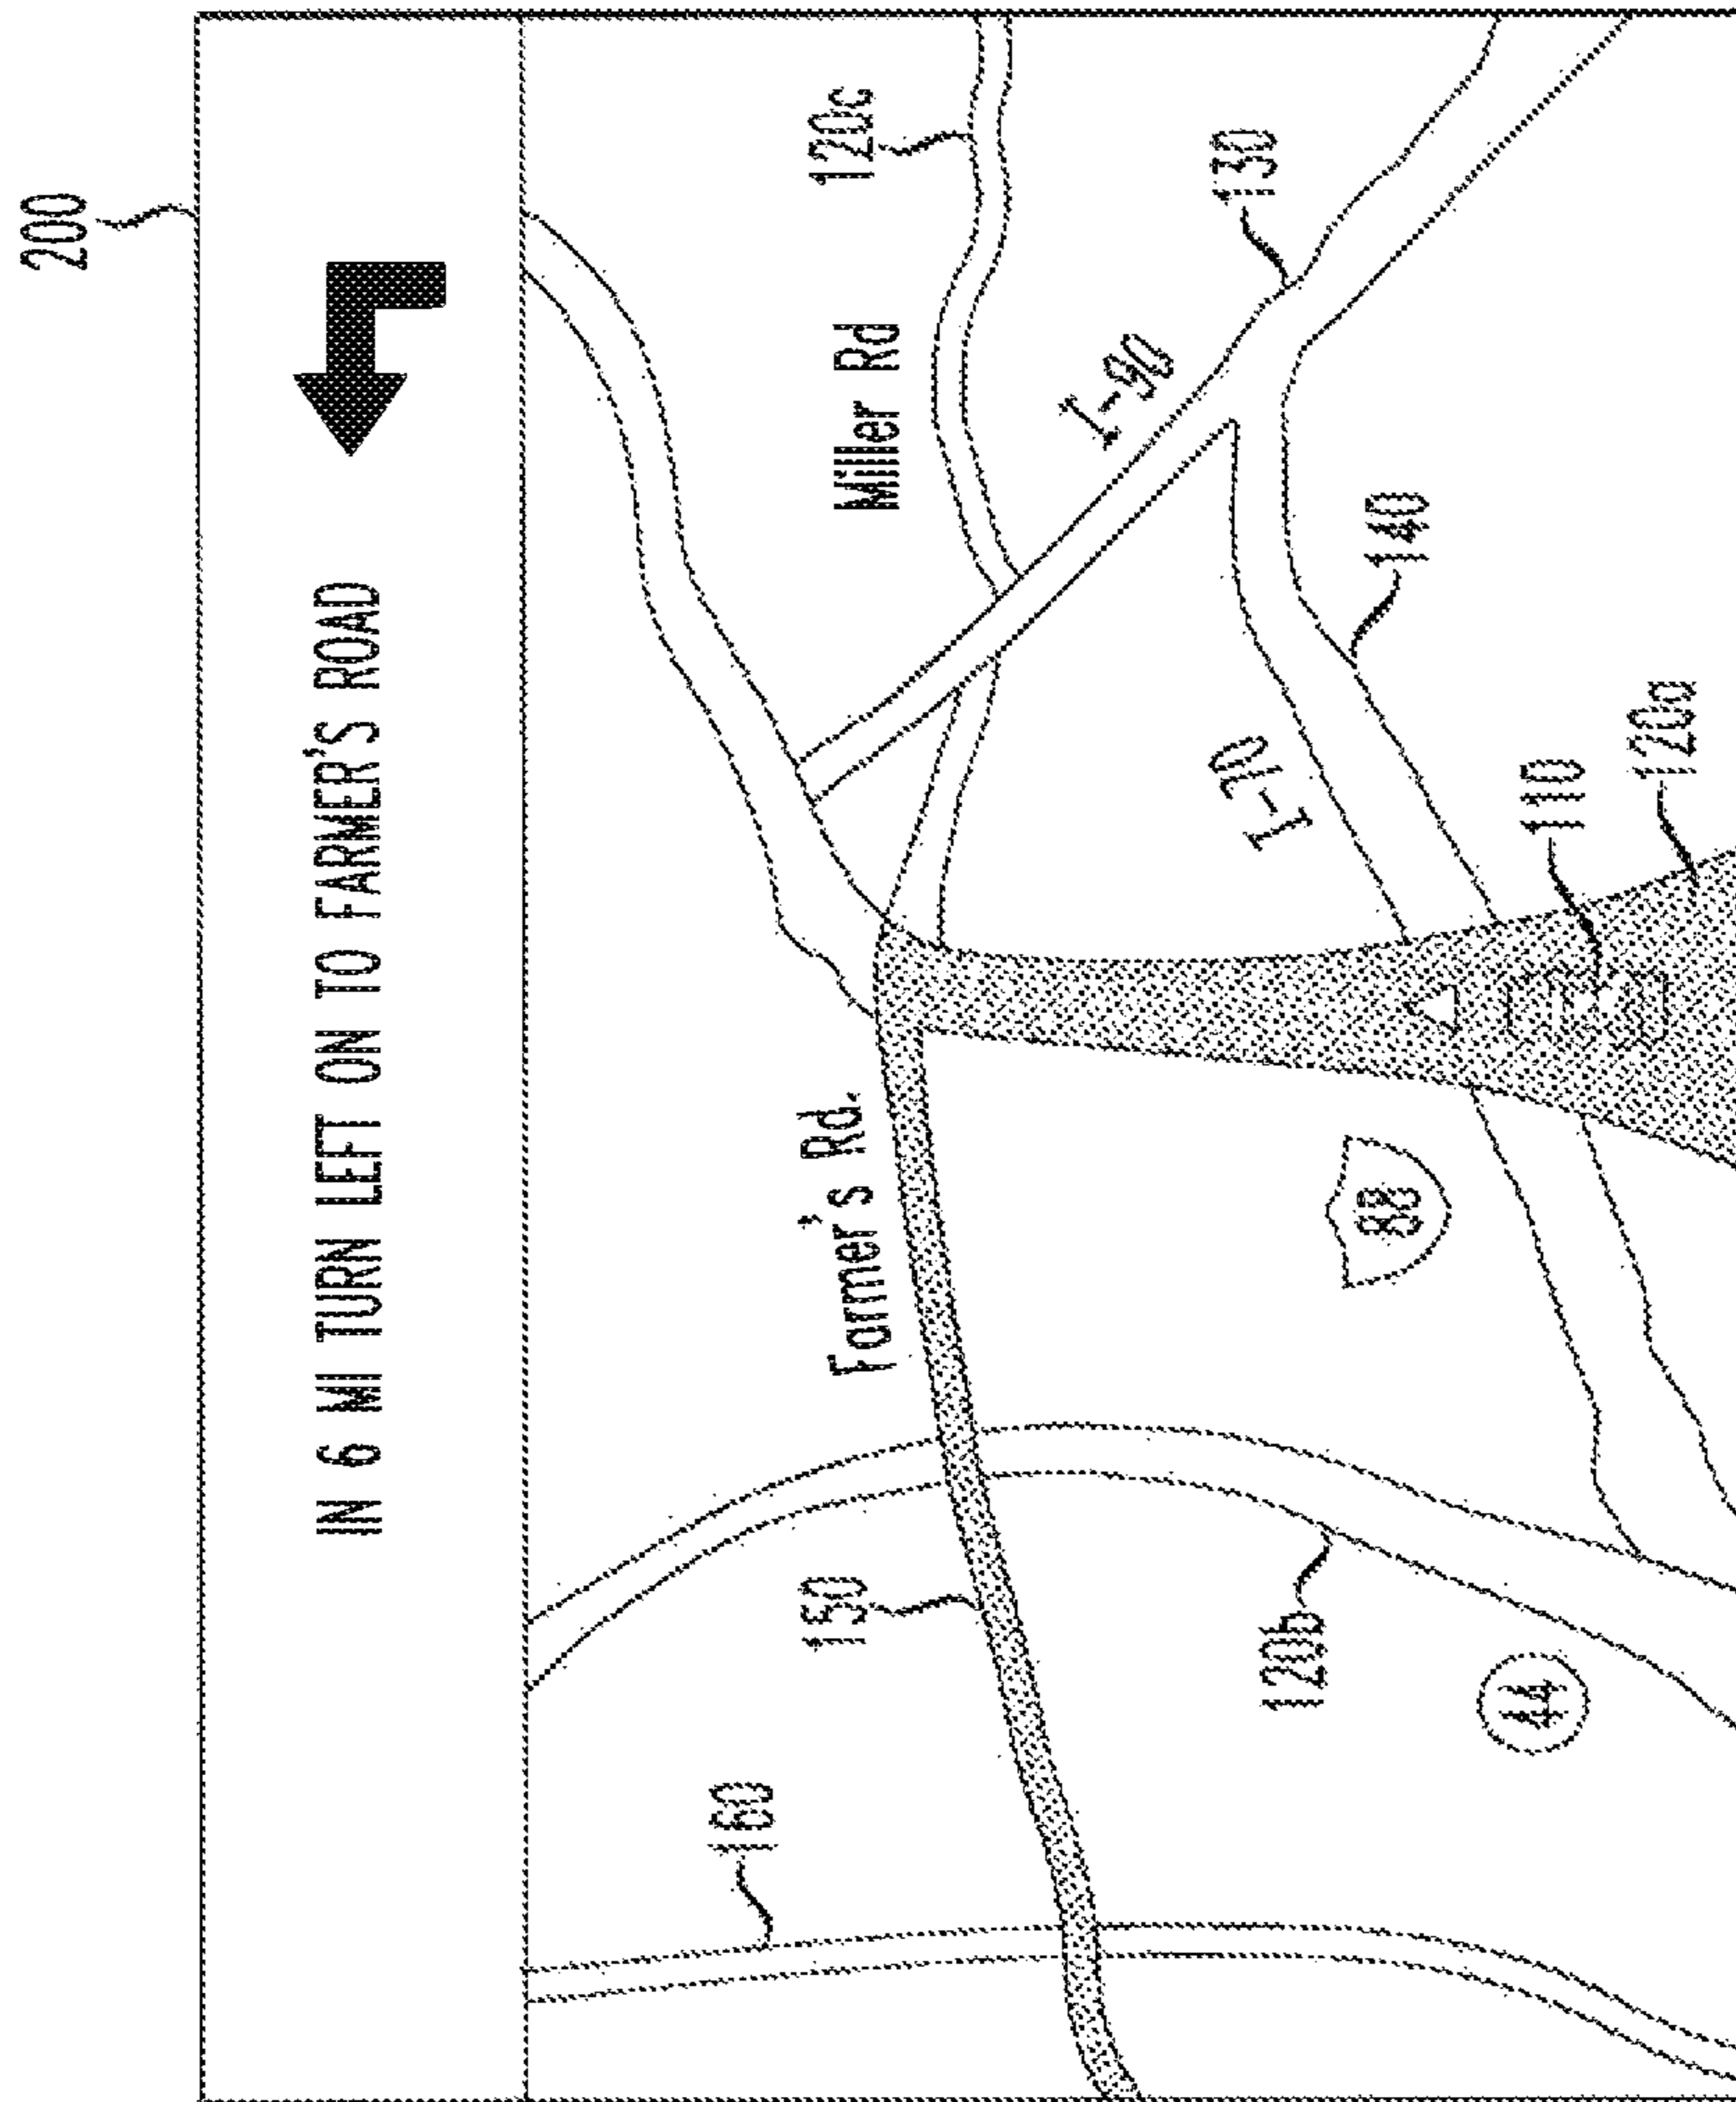 200
IN 6 MI TURN LEFT ON TO FARMER'S ROAD
120c
Miller Rd
130
I-90
140
I-70
110
120a
Farmer's Rd.
88
150
120b
44
160